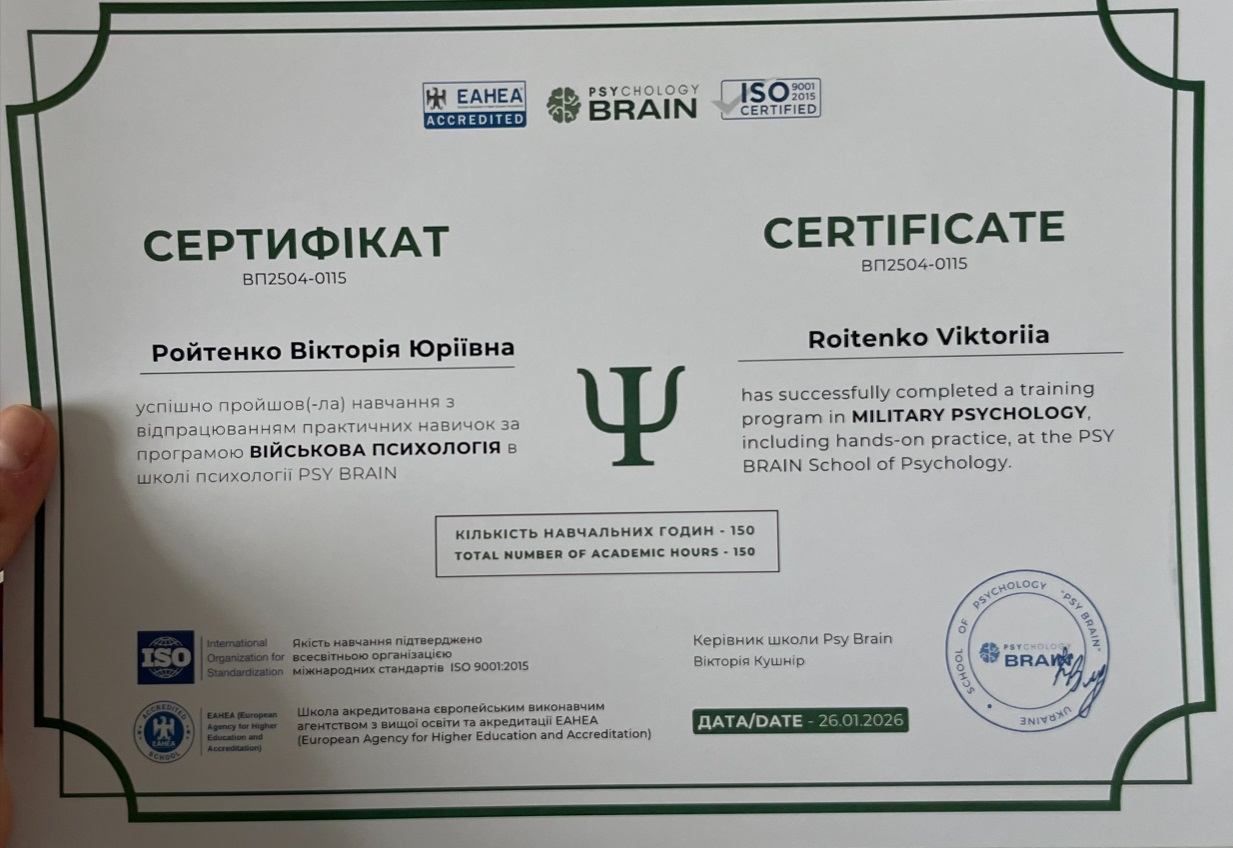 EAHEA
ACCREDITED
PSYCHOLOGY
BRAIN
ISO 9001 2015
CERTIFIED
СЕРТИФІКАТ
ВП2504-0115
Ройтенко Вікторія Юріївна
успішно пройшов(-ла) навчання з
відпрацюванням практичних навичок за
програмою ВІЙСЬКОВА ПСИХОЛОГІЯ в
школі психології PSY BRAIN
Ψ
CERTIFICATE
ВП2504-0115
Roitenko Viktoriia
has successfully completed a training
program in MILITARY PSYCHOLOGY,
including hands-on practice, at the PSY
BRAIN School of Psychology.
КІЛЬКІСТЬ НАВЧАЛЬНИХ ГОДИН - 150
TOTAL NUMBER OF ACADEMIC HOURS - 150
ISO
International
Organization for
Standardization
Якість навчання підтверджено
всесвітньою організацією
міжнародних стандартів ISO 9001:2015
ACCREDITED
EAHEA
SCHOOL
EAHEA (European
Agency for Higher
Education and
Accreditation)
Школа акредитована європейським виконавчим
агентством з вищої освіти та акредитації EAHEA
(European Agency for Higher Education and Accreditation)
Керівник школи Psy Brain
Вікторія Кушнір
ДАТА/DATE - 26.01.2026
SCHOOL OF PSYCHOLOGY "PSY BRAIN"
UKRAINE
PSYCHOLOGY
BRAIN